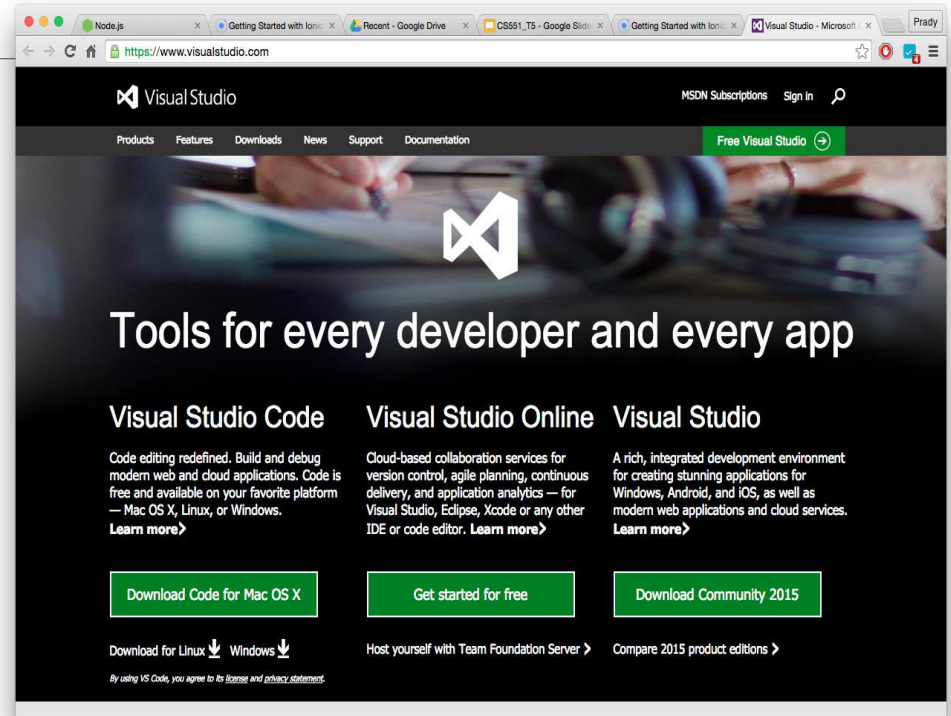 Node.js
Getting Started with Ionic
Recent - Google Drive
CS551_T5 - Google Slide
Getting Started with Ionic
Visual Studio - Microsoft
Prady
https://www.visualstudio.com
4
Visual Studio
MSDN Subscriptions Sign in
Products Features Downloads News Support Documentation
Free Visual Studio
Tools for every developer and every app
Visual Studio Code
Code editing redefined. Build and debug
modern web and cloud applications. Code is
free and available on your favorite platform
— Mac OS X, Linux, or Windows.
Learn more
Download Code for Mac OS X
Download for Linux Windows
By using VS Code, you agree to its license and privacy statement.
Visual Studio Online
Cloud-based collaboration services for
version control, agile planning, continuous
delivery, and application analytics — for
Visual Studio, Eclipse, Xcode or any other
IDE or code editor. Learn more
Get started for free
Host yourself with Team Foundation Server
Visual Studio
A rich, integrated development environment
for creating stunning applications for
Windows, Android, and iOS, as well as
modern web applications and cloud services.
Learn more
Download Community 2015
Compare 2015 product editions